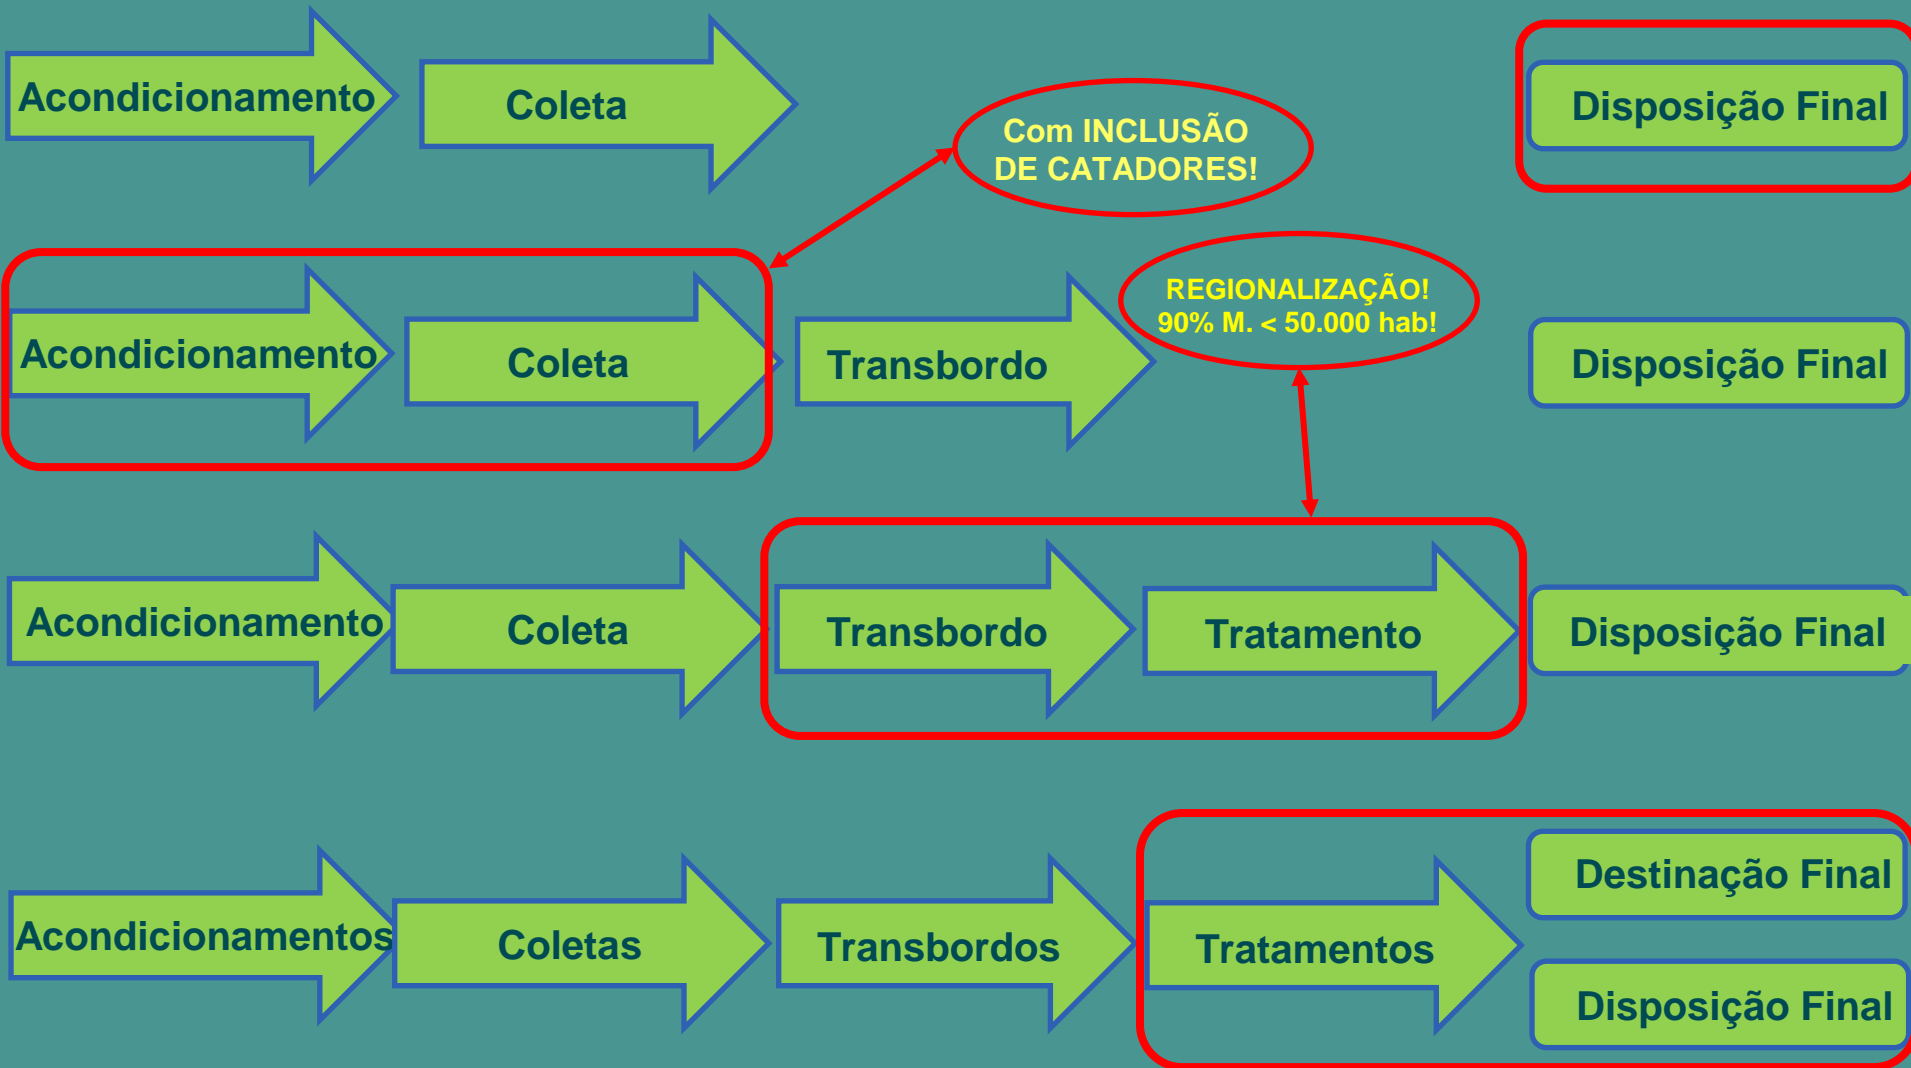 Acondicionamento
Coleta
Disposição Final
Com INCLUSÃO
DE CATADORES!
REGIONALIZAÇÃO!
90% M. < 50.000 hab!
Acondicionamento
Coleta
Transbordo
Disposição Final
Acondicionamento
Coleta
Transbordo
Tratamento
Disposição Final
Acondicionamentos
Coletas
Transbordos
Tratamentos
Destinação Final
Disposição Final